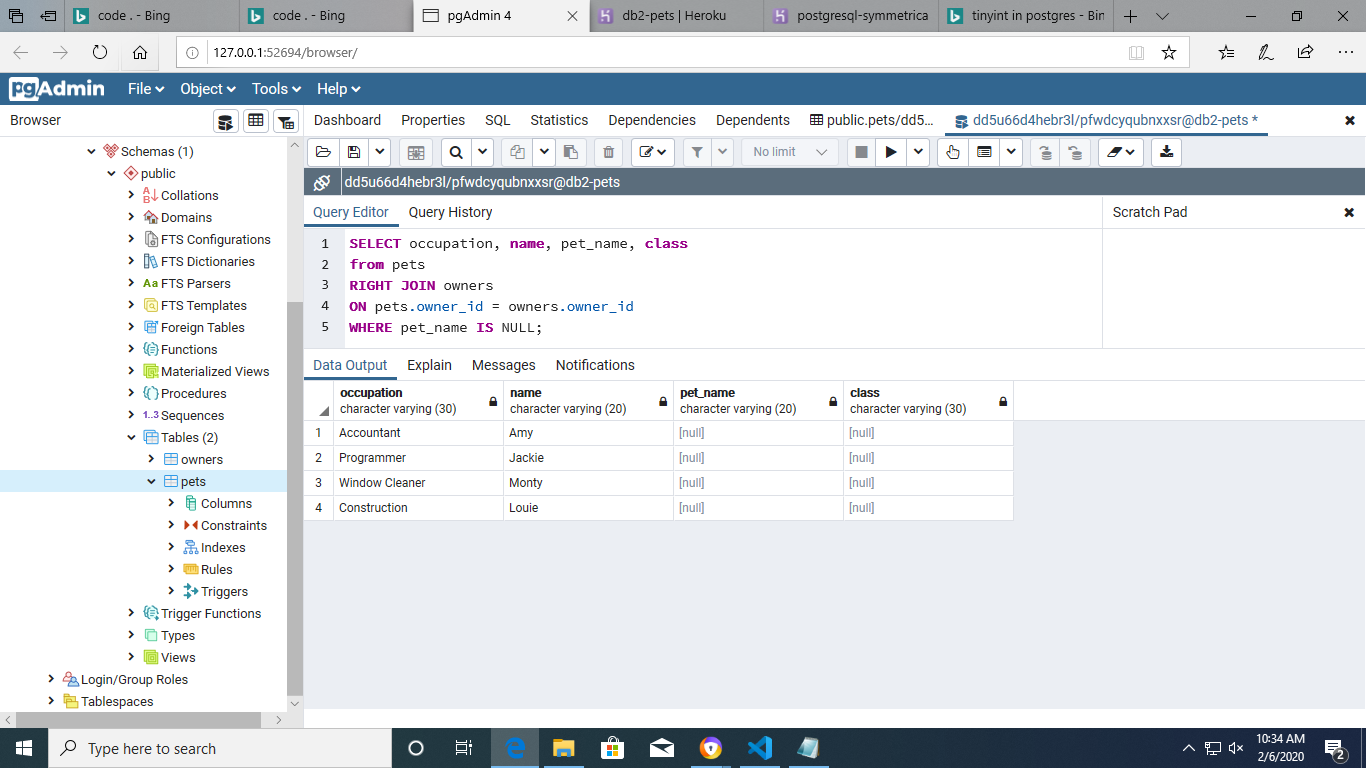 code . - Bing
code . - Bing
pgAdmin 4
db2-pets | Heroku
postgresql-symmetrica
tinyint in postgres - Bin
127.0.0.1:52694/browser/
pgAdmin File Object Tools Help
Browser
Dashboard Properties SQL Statistics Dependencies Dependents public.pets/dd5... dd5u66d4hebr3l/pfwdcyqubnxxsr@db2-pets *
No limit
dd5u66d4hebr3l/pfwdcyqubnxxsr@db2-pets
Query Editor Query History
Scratch Pad
1 SELECT occupation, name, pet_name, class
2 from pets
3 RIGHT JOIN owners
4 ON pets.owner_id = owners.owner_id
5 WHERE pet_name IS NULL;
Data Output Explain Messages Notifications
occupation name pet_name class
character varying (30) character varying (20) character varying (20) character varying (30)
1 Accountant Amy [null] [null]
2 Programmer Jackie [null] [null]
3 Window Cleaner Monty [null] [null]
4 Construction Louie [null] [null]
Schemas (1)
public
Collations
Domains
FTS Configurations
FTS Dictionaries
Aa FTS Parsers
FTS Templates
Foreign Tables
Functions
Materialized Views
Procedures
1..3 Sequences
Tables (2)
owners
pets
Columns
Constraints
Indexes
Rules
Triggers
Trigger Functions
Types
Views
Login/Group Roles
Tablespaces
Type here to search
10:34 AM
2/6/2020
2